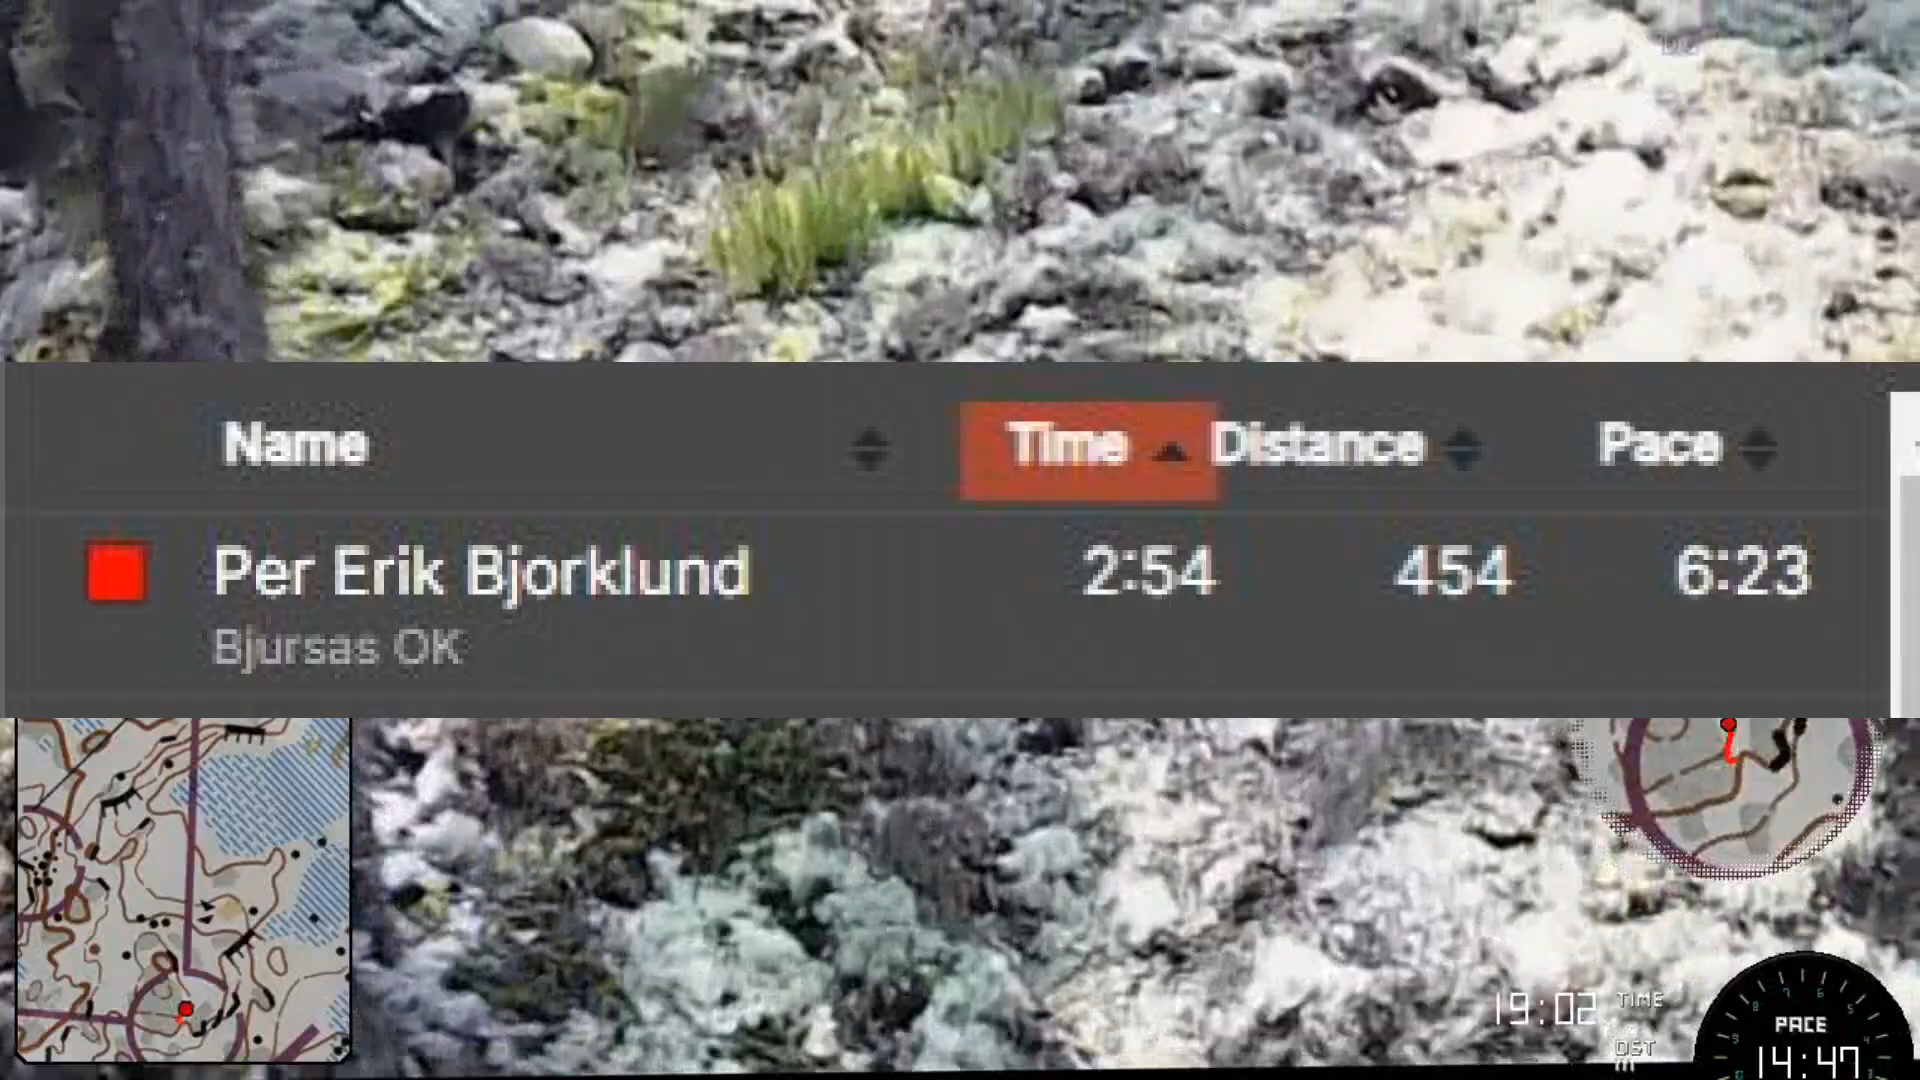 Name Time Distance Pace
Per Erik Bjorklund 2:54 454 6:23
Bjursas OK
19:02 TIME
DST
PACE
14:47